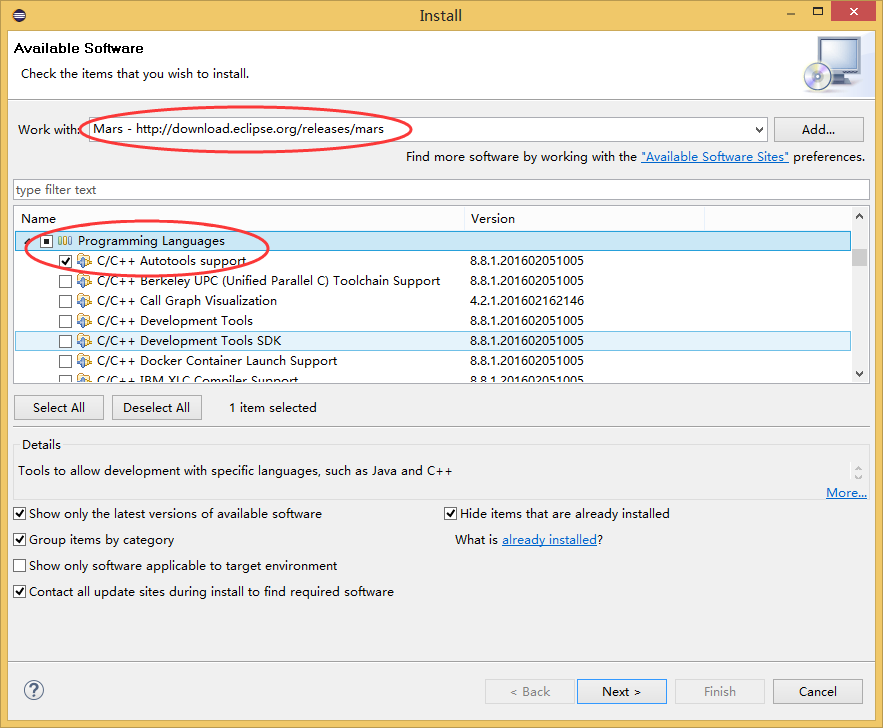 Install
Available Software
Check the items that you wish to install.
Work with: Mars - http://download.eclipse.org/releases/mars Add...
Find more software by working with the "Available Software Sites" preferences.
type filter text
Name Version
Programming Languages
C/C++ Autotools support 8.8.1.201602051005
C/C++ Berkeley UPC (Unified Parallel C) Toolchain Support 8.8.1.201602051005
C/C++ Call Graph Visualization 4.2.1.201602162146
C/C++ Development Tools 8.8.1.201602051005
C/C++ Development Tools SDK 8.8.1.201602051005
C/C++ Docker Container Launch Support 8.8.1.201602051005
C/C++ IBM XLC Compiler Support 8.8.1.201602051005
Select All Deselect All 1 item selected
Details
Tools to allow development with specific languages, such as Java and C++
More...
Show only the latest versions of available software Hide items that are already installed
Group items by category What is already installed?
Show only software applicable to target environment
Contact all update sites during install to find required software
? < Back Next > Finish Cancel